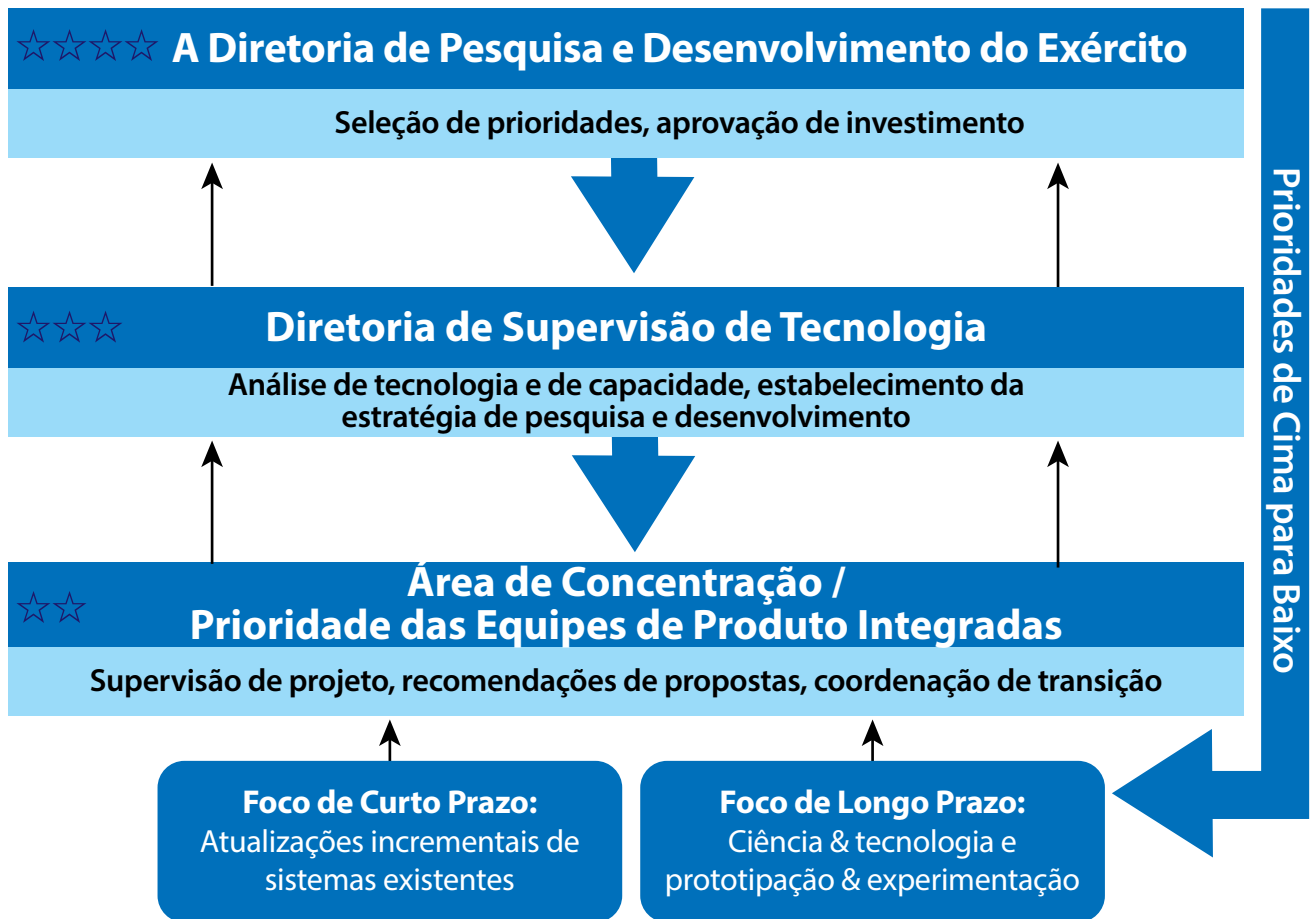 ☆☆☆☆ A Diretoria de Pesquisa e Desenvolvimento do Exército
Seleção de prioridades, aprovação de investimento
☆☆☆ Diretoria de Supervisão de Tecnologia
Análise de tecnologia e de capacidade, estabelecimento da
estratégia de pesquisa e desenvolvimento
☆☆ Área de Concentração /
Prioridade das Equipes de Produto Integradas
Supervisão de projeto, recomendações de propostas, coordenação de transição
Foco de Curto Prazo:
Atualizações incrementais de
sistemas existentes
Foco de Longo Prazo:
Ciência & tecnologia e
prototipação & experimentação
Prioridades de Cima para Baixo